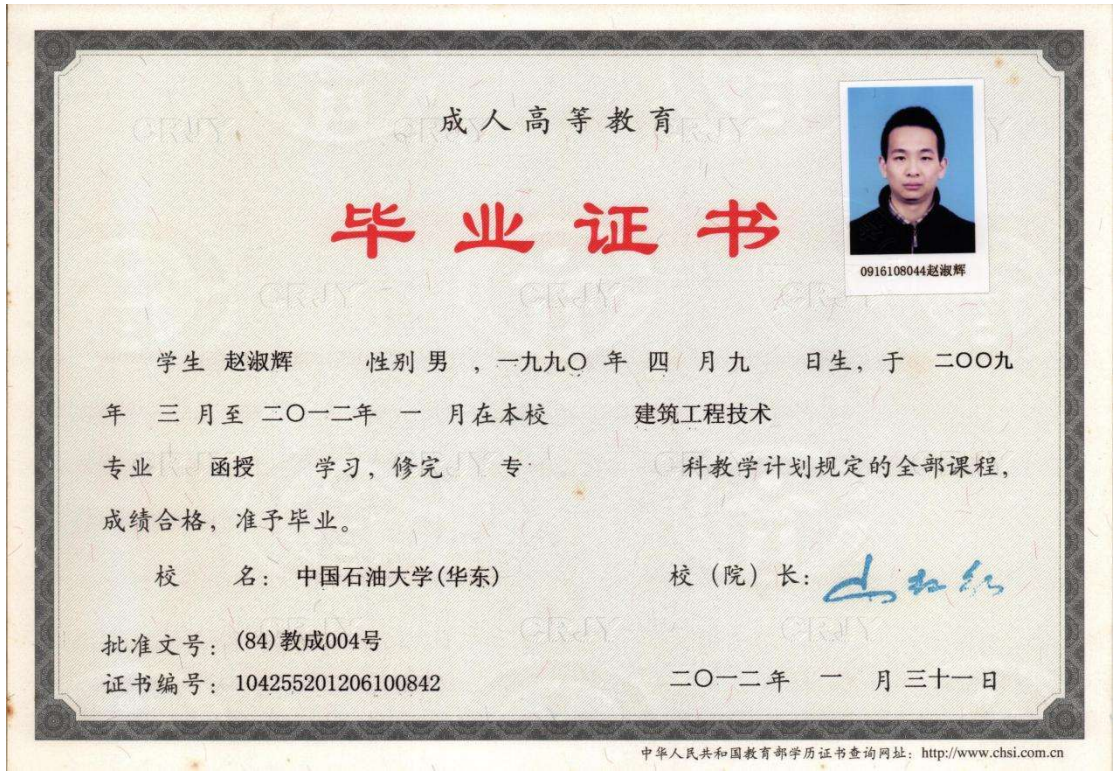 成人高等教育
毕业证书
0916108044赵淑辉
学生 赵淑辉 性别 男 ，一九九〇 年 四 月 九 日生，于 二〇〇九
年 三 月至 二〇一二年 一 月在本校 建筑工程技术
专业 函授 学习，修完 专 科教学计划规定的全部课程，
成绩合格，准予毕业。
校 名： 中国石油大学(华东) 校（院）长：
批准文号： (84)教成004号
证书编号： 104255201206100842 二〇一二年 一 月 三十一 日
中华人民共和国教育部学历证书查询网址：http://www.chsi.com.cn